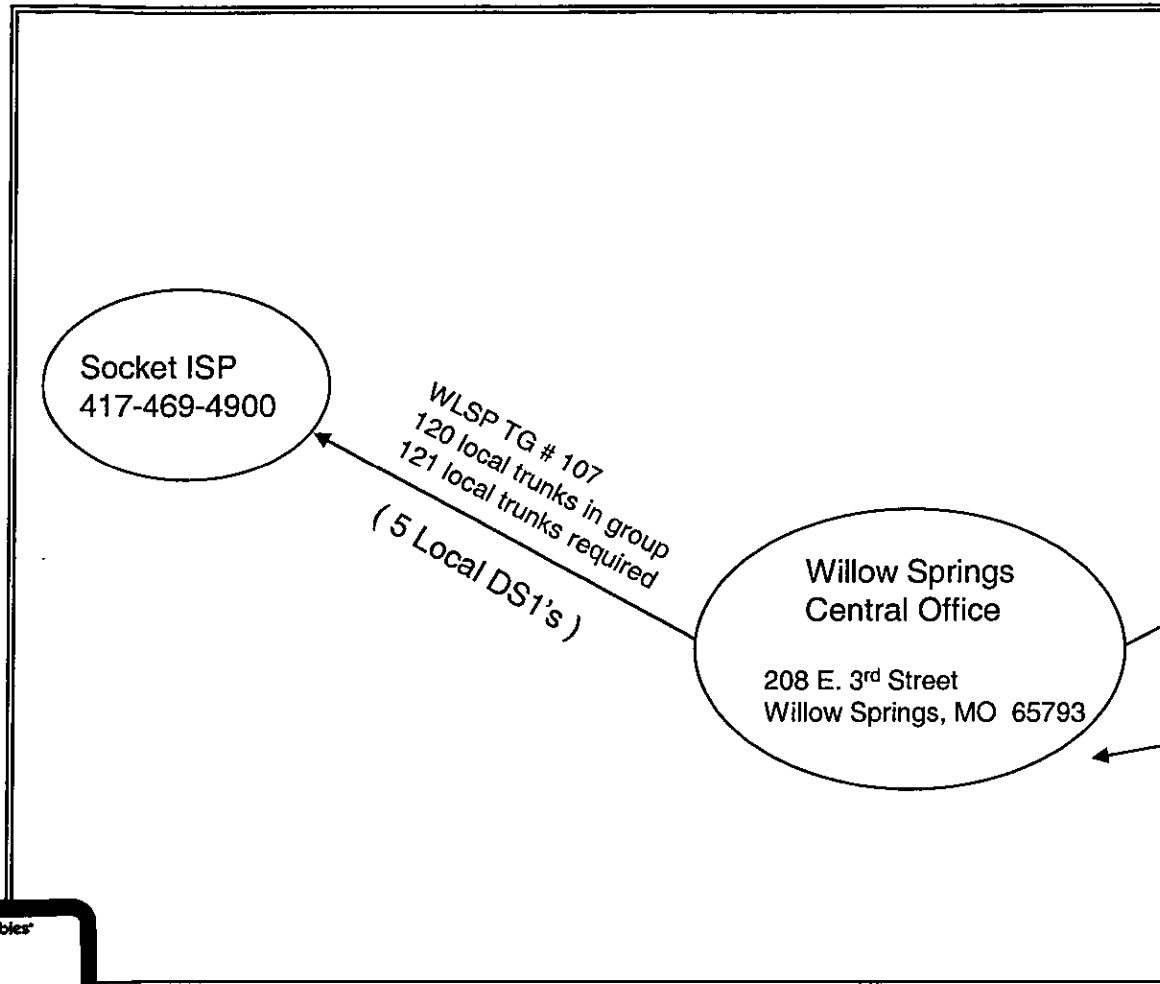 Socket ISP
417-469-4900
WLSP TG # 107
120 local trunks in group
121 local trunks required
( 5 Local DS1's )
Willow Springs
Central Office
208 E. 3rd Street
Willow Springs, MO 65793